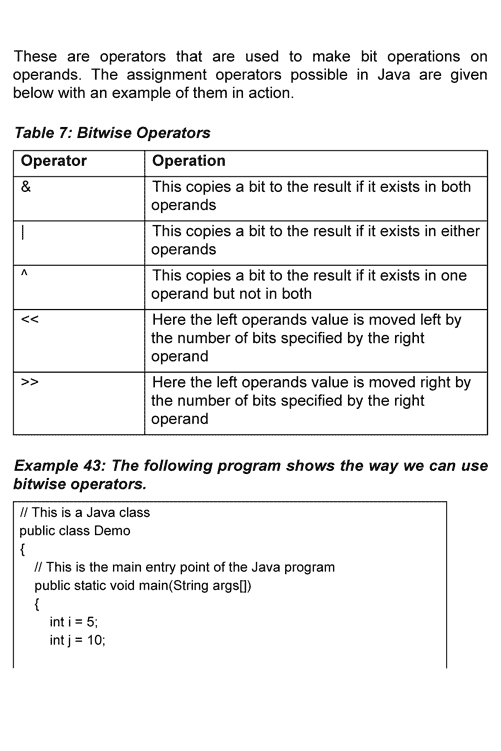 These are operators that are used to make bit operations on
operands. The assignment operators possible in Java are given
below with an example of them in action.
Table 7: Bitwise Operators
Operator Operation
& This copies a bit to the result if it exists in both
operands
| This copies a bit to the result if it exists in either
operands
^ This copies a bit to the result if it exists in one
operand but not in both
<< Here the left operands value is moved left by
the number of bits specified by the right
operand
>> Here the left operands value is moved right by
the number of bits specified by the right
operand
Example 43: The following program shows the way we can use
bitwise operators.
// This is a Java class
public class Demo
{
// This is the main entry point of the Java program
public static void main(String args[])
{
int i = 5;
int j = 10;